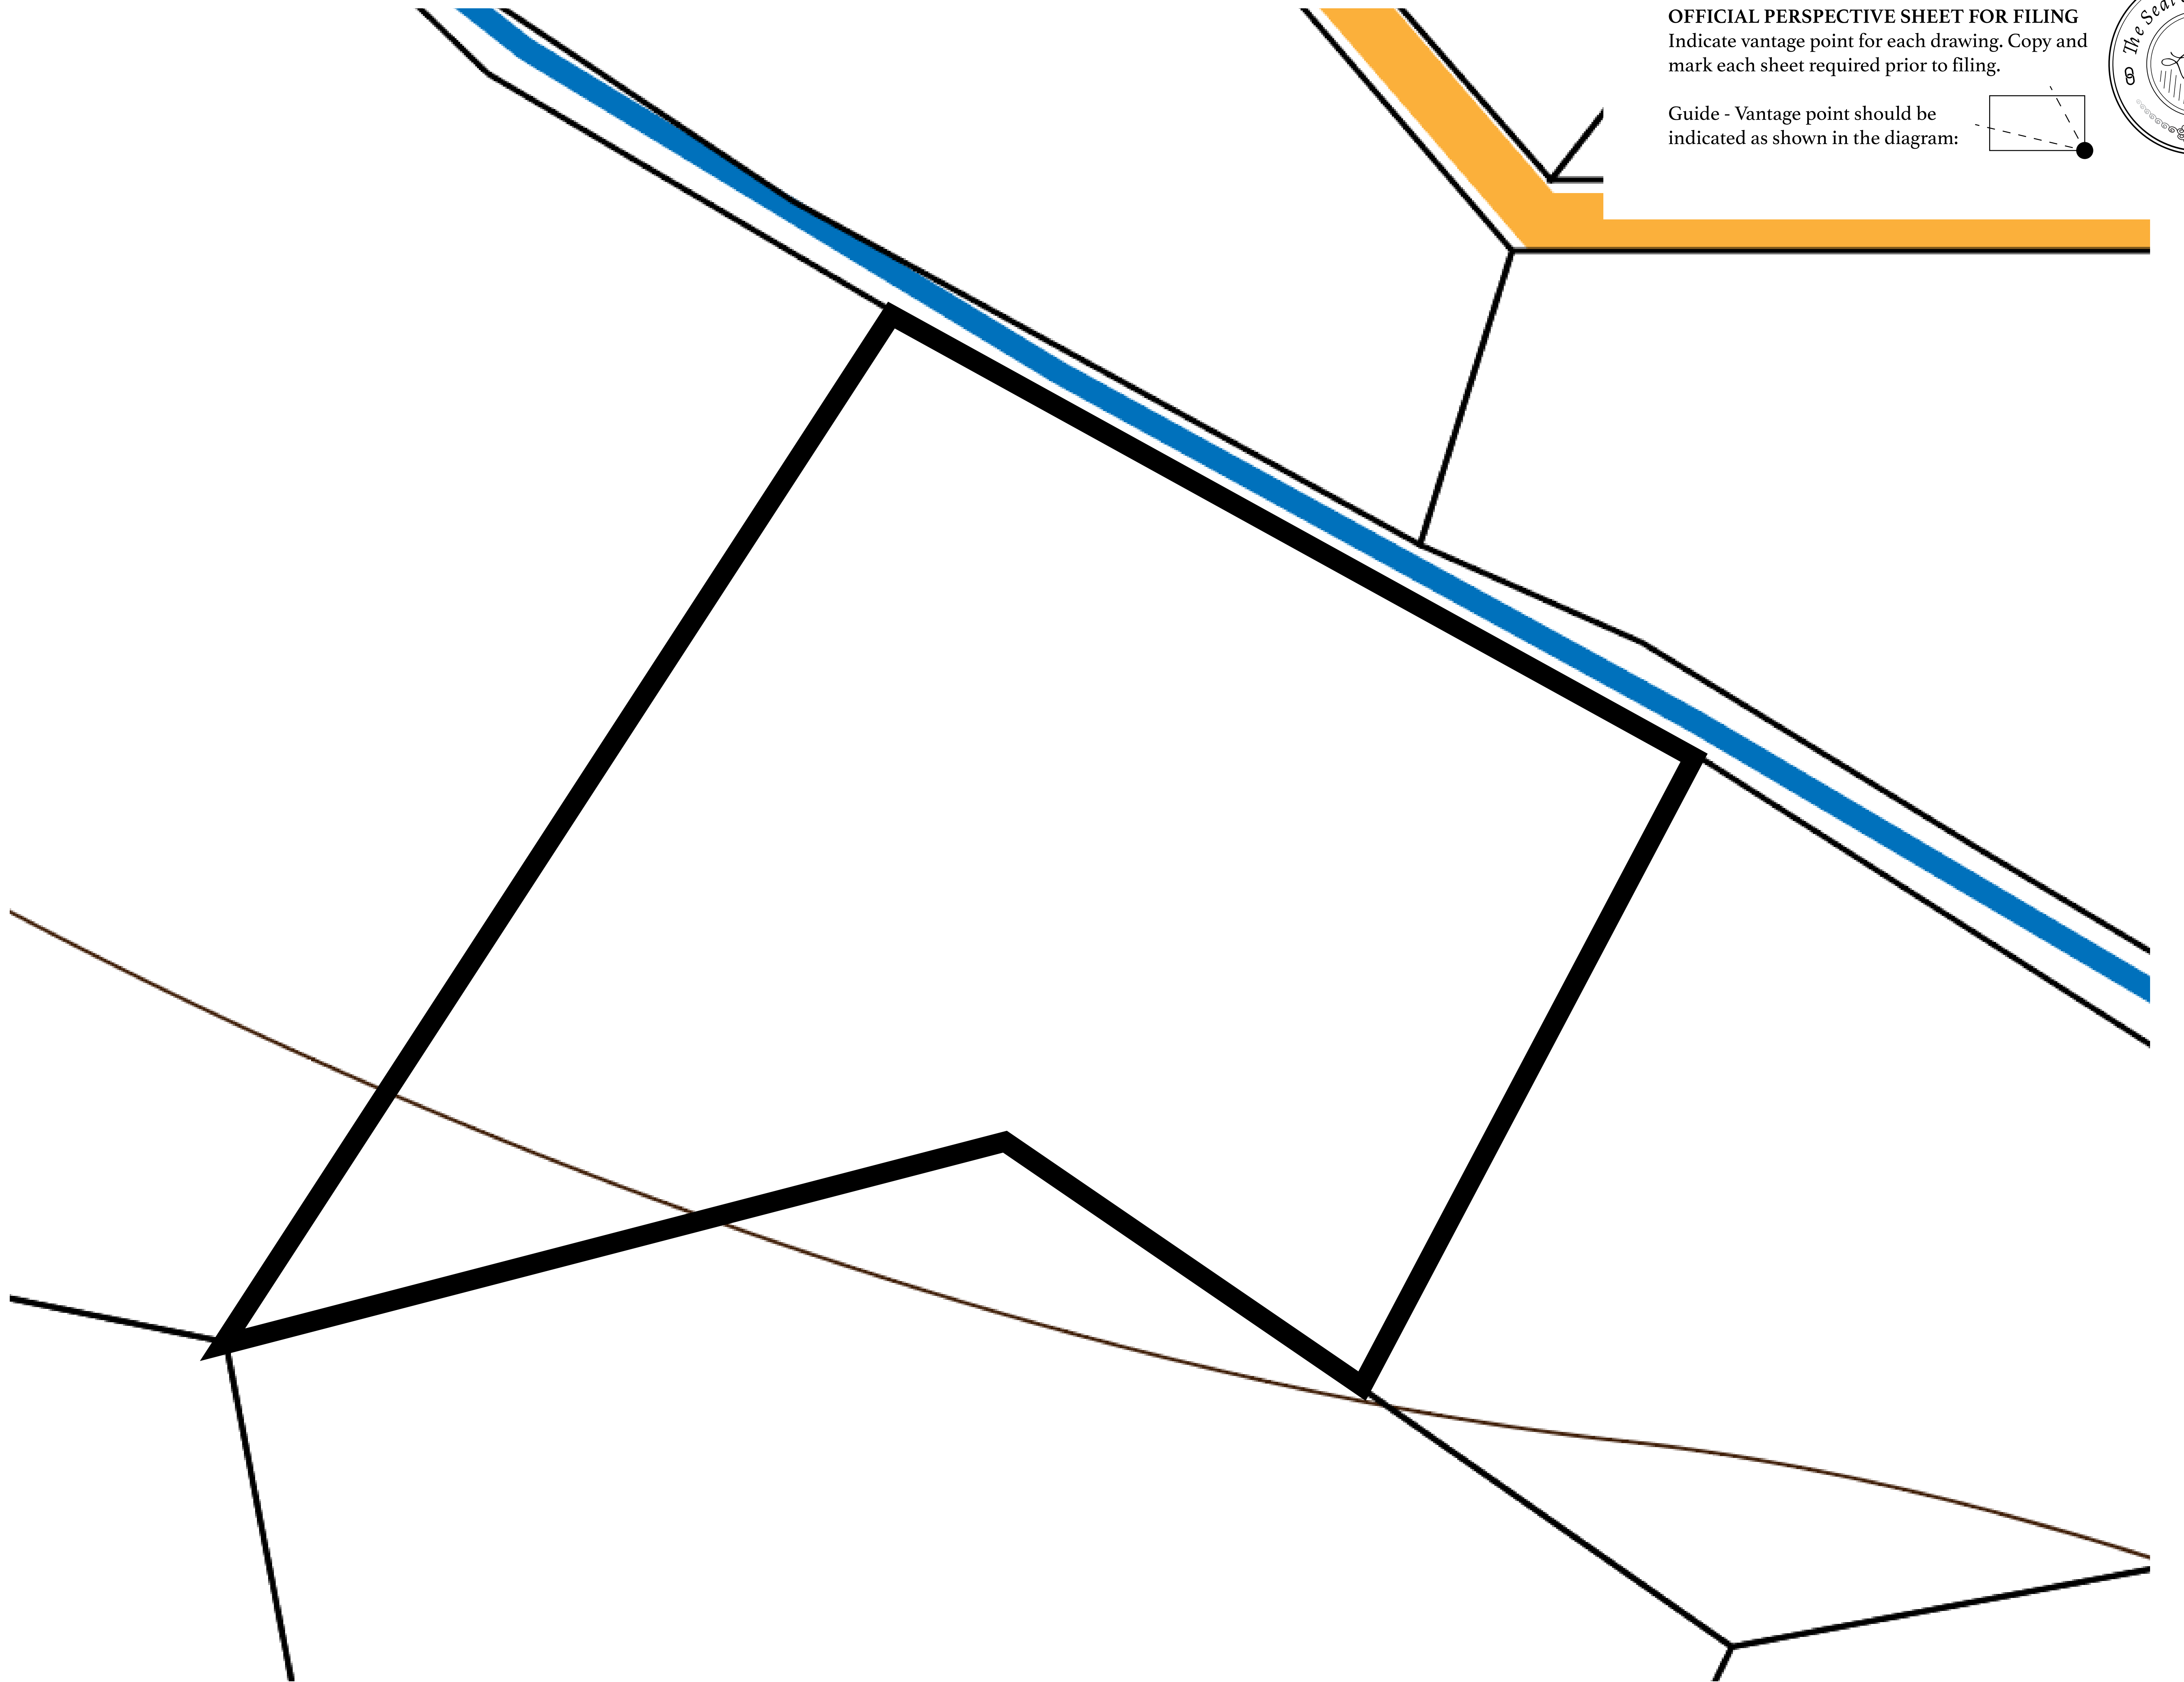 OFFICIAL PERSPECTIVE SHEET FOR FILING
Indicate vantage point for each drawing. Copy and
mark each sheet required prior to filing.
Guide - Vantage point should be
indicated as shown in the diagram:
The Seal